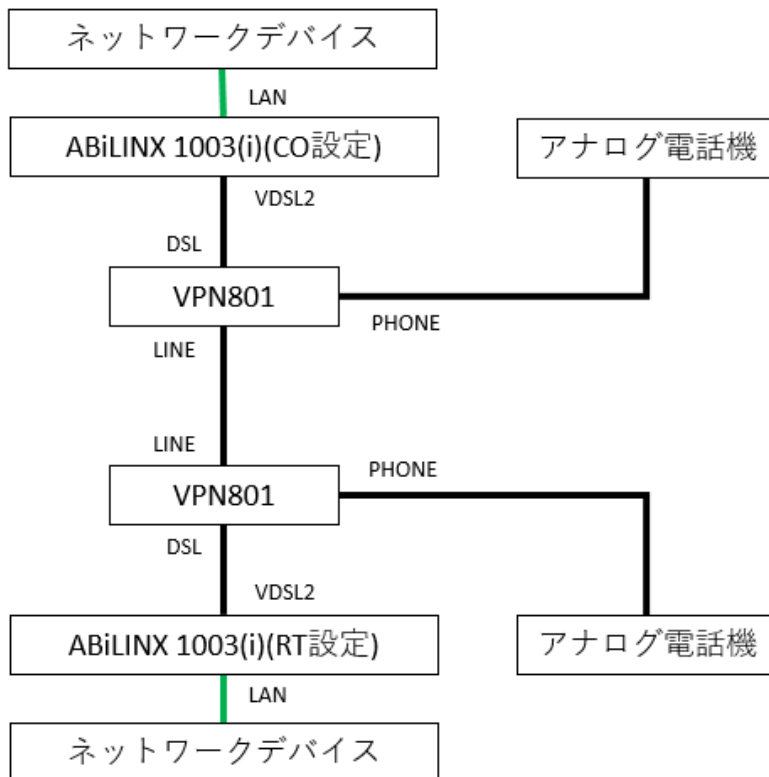 ネットワークデバイス
LAN
ABiLINX 1003(i)(CO設定)
アナログ電話機
VDSL2
DSL
VPN801
PHONE
LINE
LINE
PHONE
VPN801
DSL
VDSL2
ABiLINX 1003(i)(RT設定)
アナログ電話機
LAN
ネットワークデバイス